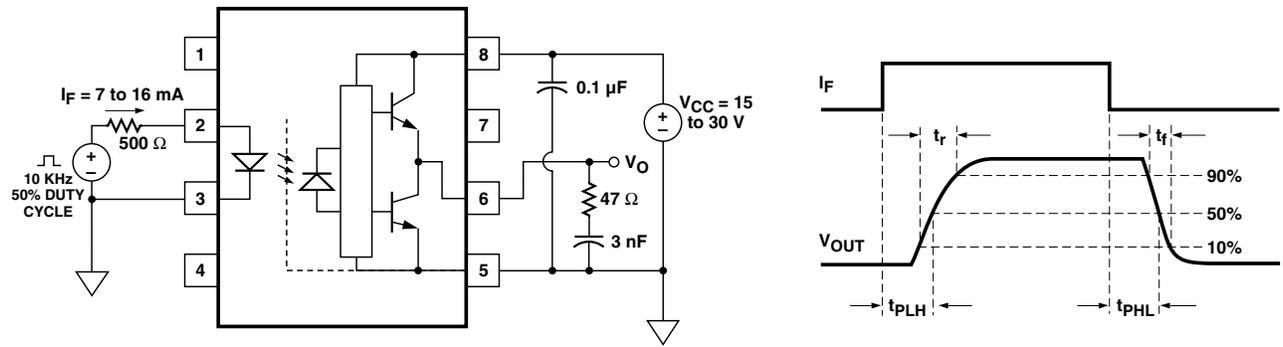 1
2
3
4
8
7
6
5
I_F = 7 to 16 mA
500 Ω
+
–
10 KHz
50% DUTY
CYCLE
0.1 µF
+
–
V_CC = 15
to 30 V
V_O
47 Ω
3 nF
I_F
t_r
t_f
90%
50%
10%
V_OUT
t_PLH
t_PHL